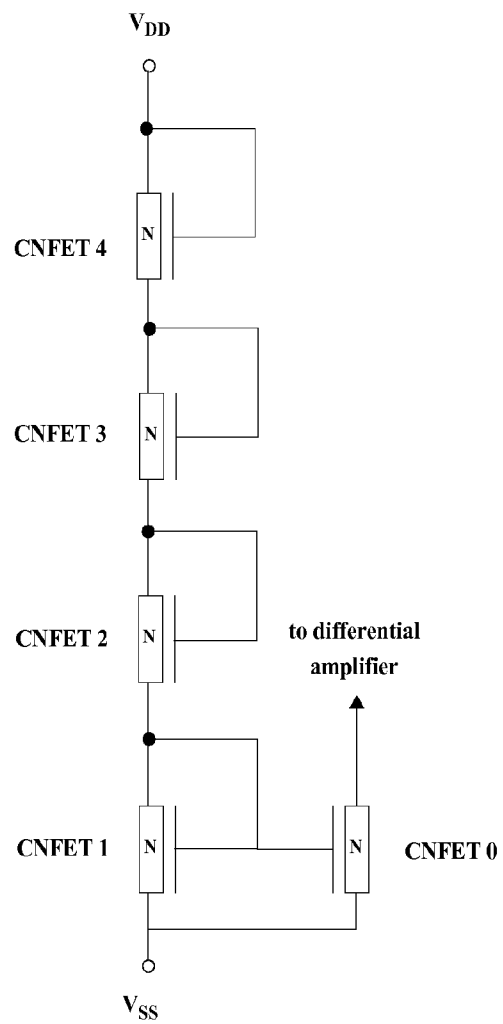 V_DD
N
CNFET 4
N
CNFET 3
N
CNFET 2
to differential
amplifier
N
CNFET 1
N
CNFET 0
V_SS